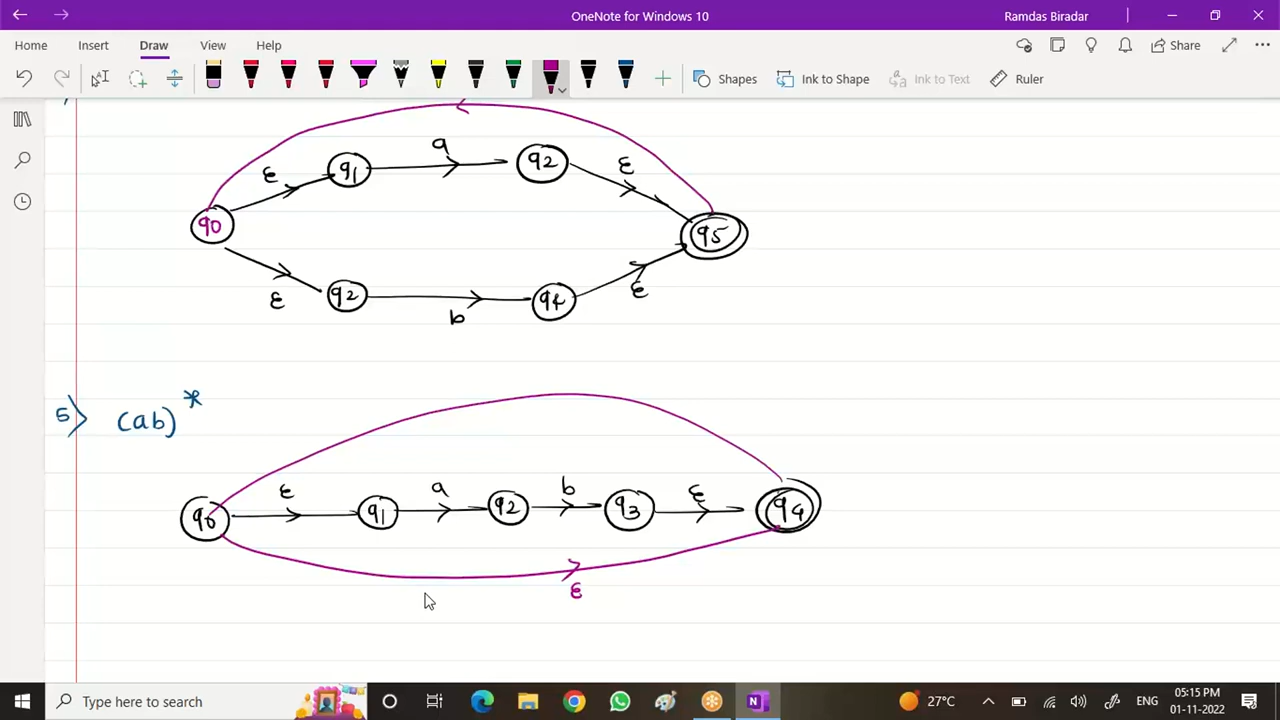 OneNote for Windows 10
Ramdas Biradar
Home Insert Draw View Help
Share
Shapes
Ink to Shape
Ink to Text
Ruler
a
ε q1 q2 ε
q0 q5
ε q2 q4 ε
b
5> (ab)*
ε a b ε
q0 q1 q2 q3 q4
ε
Type here to search
27°C
ENG
05:15 PM
01-11-2022